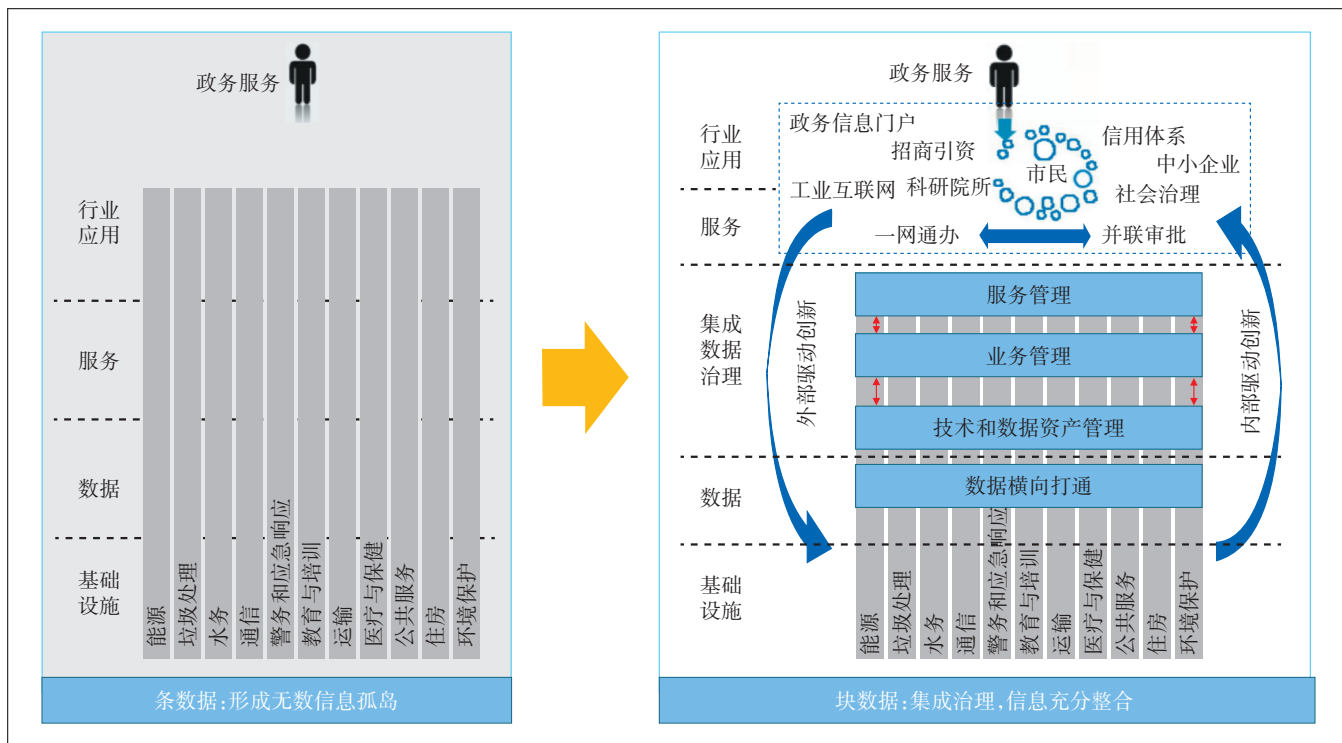 政务服务
行业
应用
服务
数据
基础
设施
能源
垃圾处理
水务
通信
警务和应急响应
教育与培训
运输
医疗与保健
公共服务
住房
环境保护
条数据:形成无数信息孤岛
政务服务
行业
应用
政务信息门户
招商引资
信用体系
中小企业
市民
工业互联网
科研院所
社会治理
服务
一网通办
并联审批
集成
数据
治理
外部驱动创新
服务管理
业务管理
技术和数据资产管理
内部驱动创新
数据
数据横向打通
基础
设施
能源
垃圾处理
水务
通信
警务和应急响应
教育与培训
运输
医疗与保健
公共服务
住房
环境保护
块数据:集成治理,信息充分整合